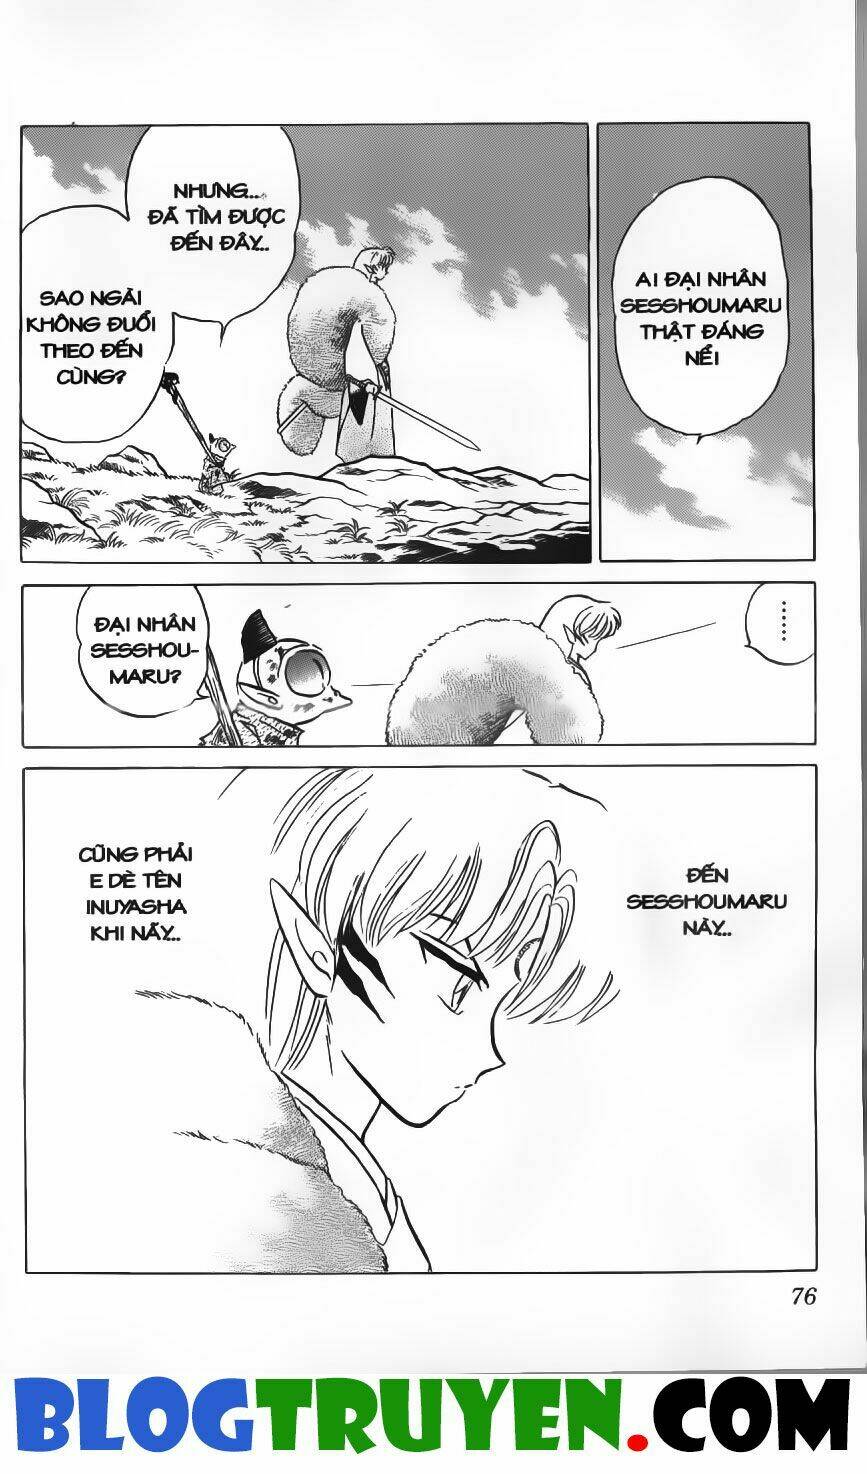 AI ĐẠI NHÂN
SESSHOUMARU
THẬT ĐÁNG
NỂ!
NHƯNG...
ĐÃ TÌM ĐƯỢC
ĐẾN ĐÂY..
SAO NGÀI
KHÔNG ĐUỔI
THEO ĐẾN
CÙNG?
.......
ĐẠI NHÂN
SESSHOU-
MARU?
ĐẾN
SESSHOUMARU
NÀY..
CŨNG PHẢI
E DÈ TÊN
INUYASHA
KHI NÃY..
76
BLOGTRUYEN.COM